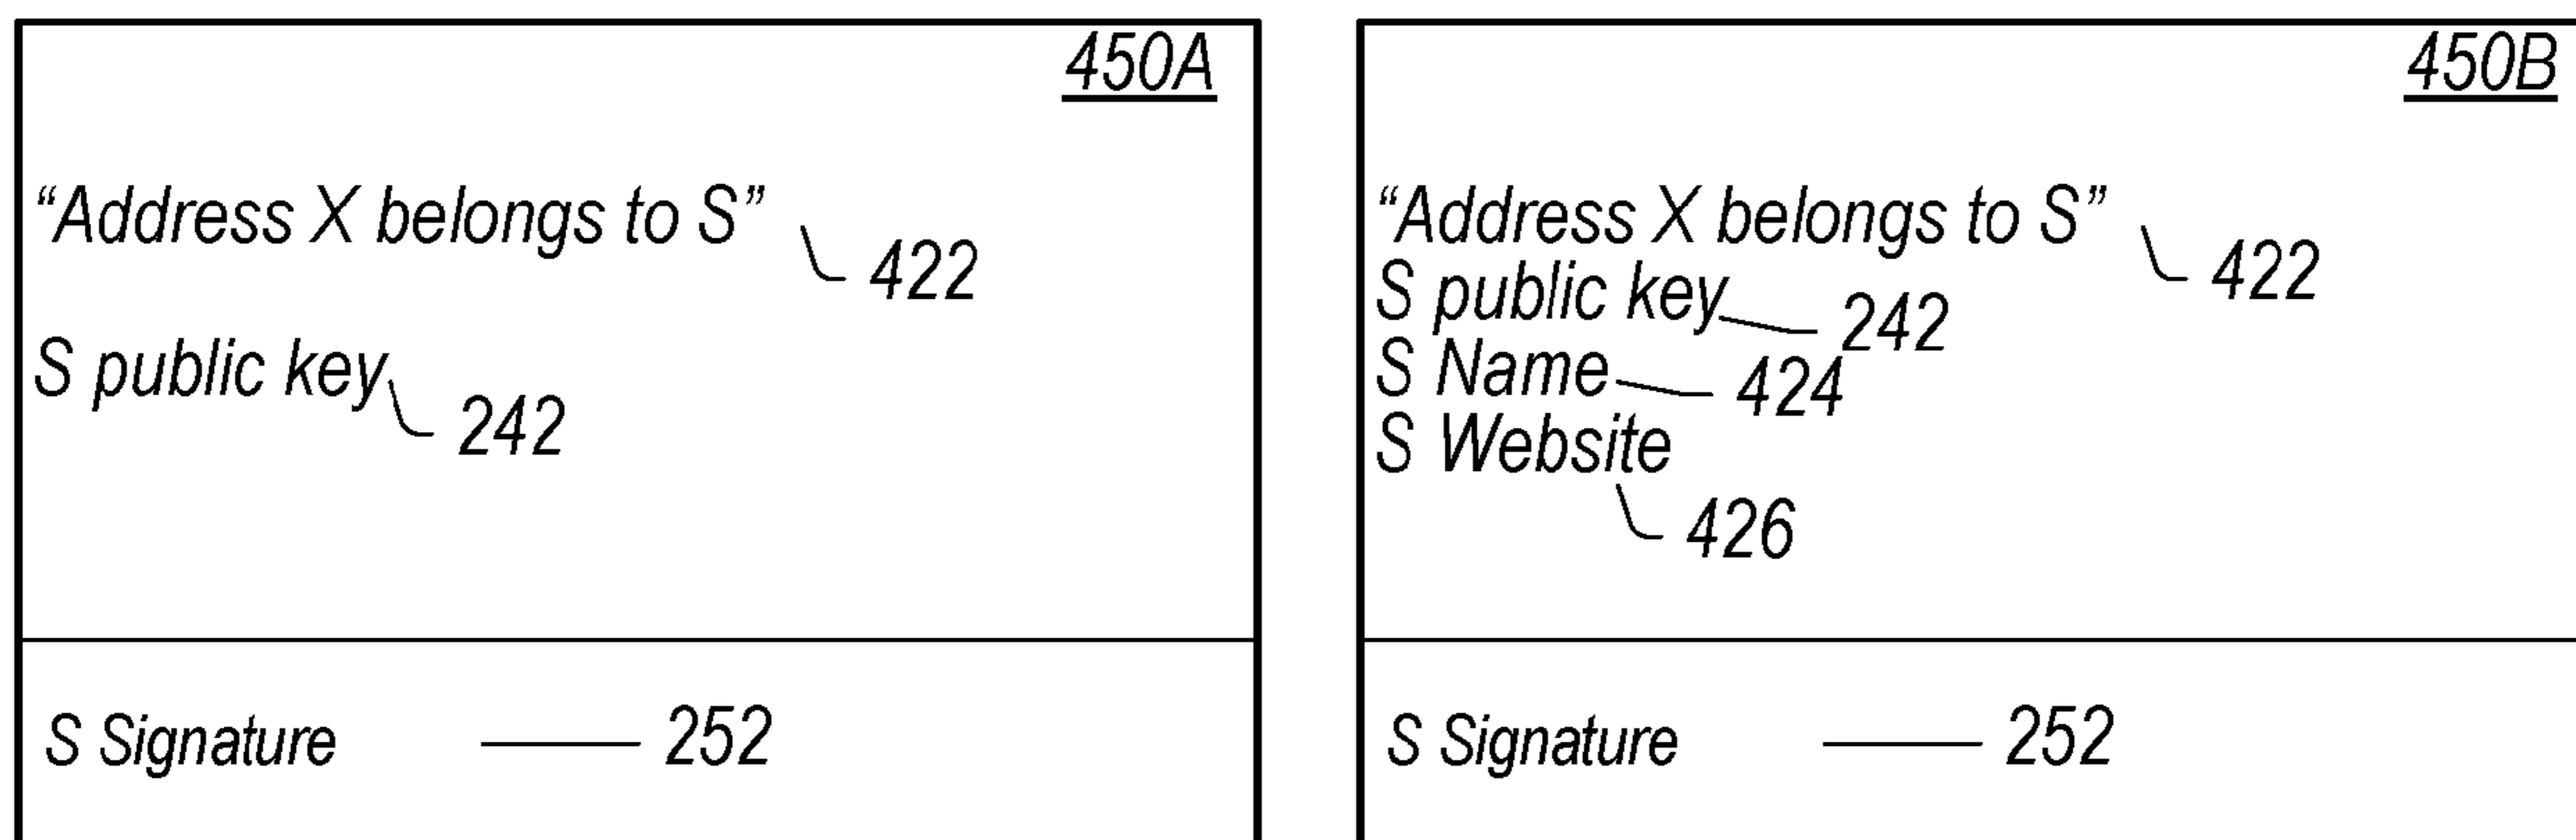 450A
“Address X belongs to S”
422
S public key
242
S Signature 252
450B
“Address X belongs to S”
422
S public key
242
S Name
424
S Website
426
S Signature 252